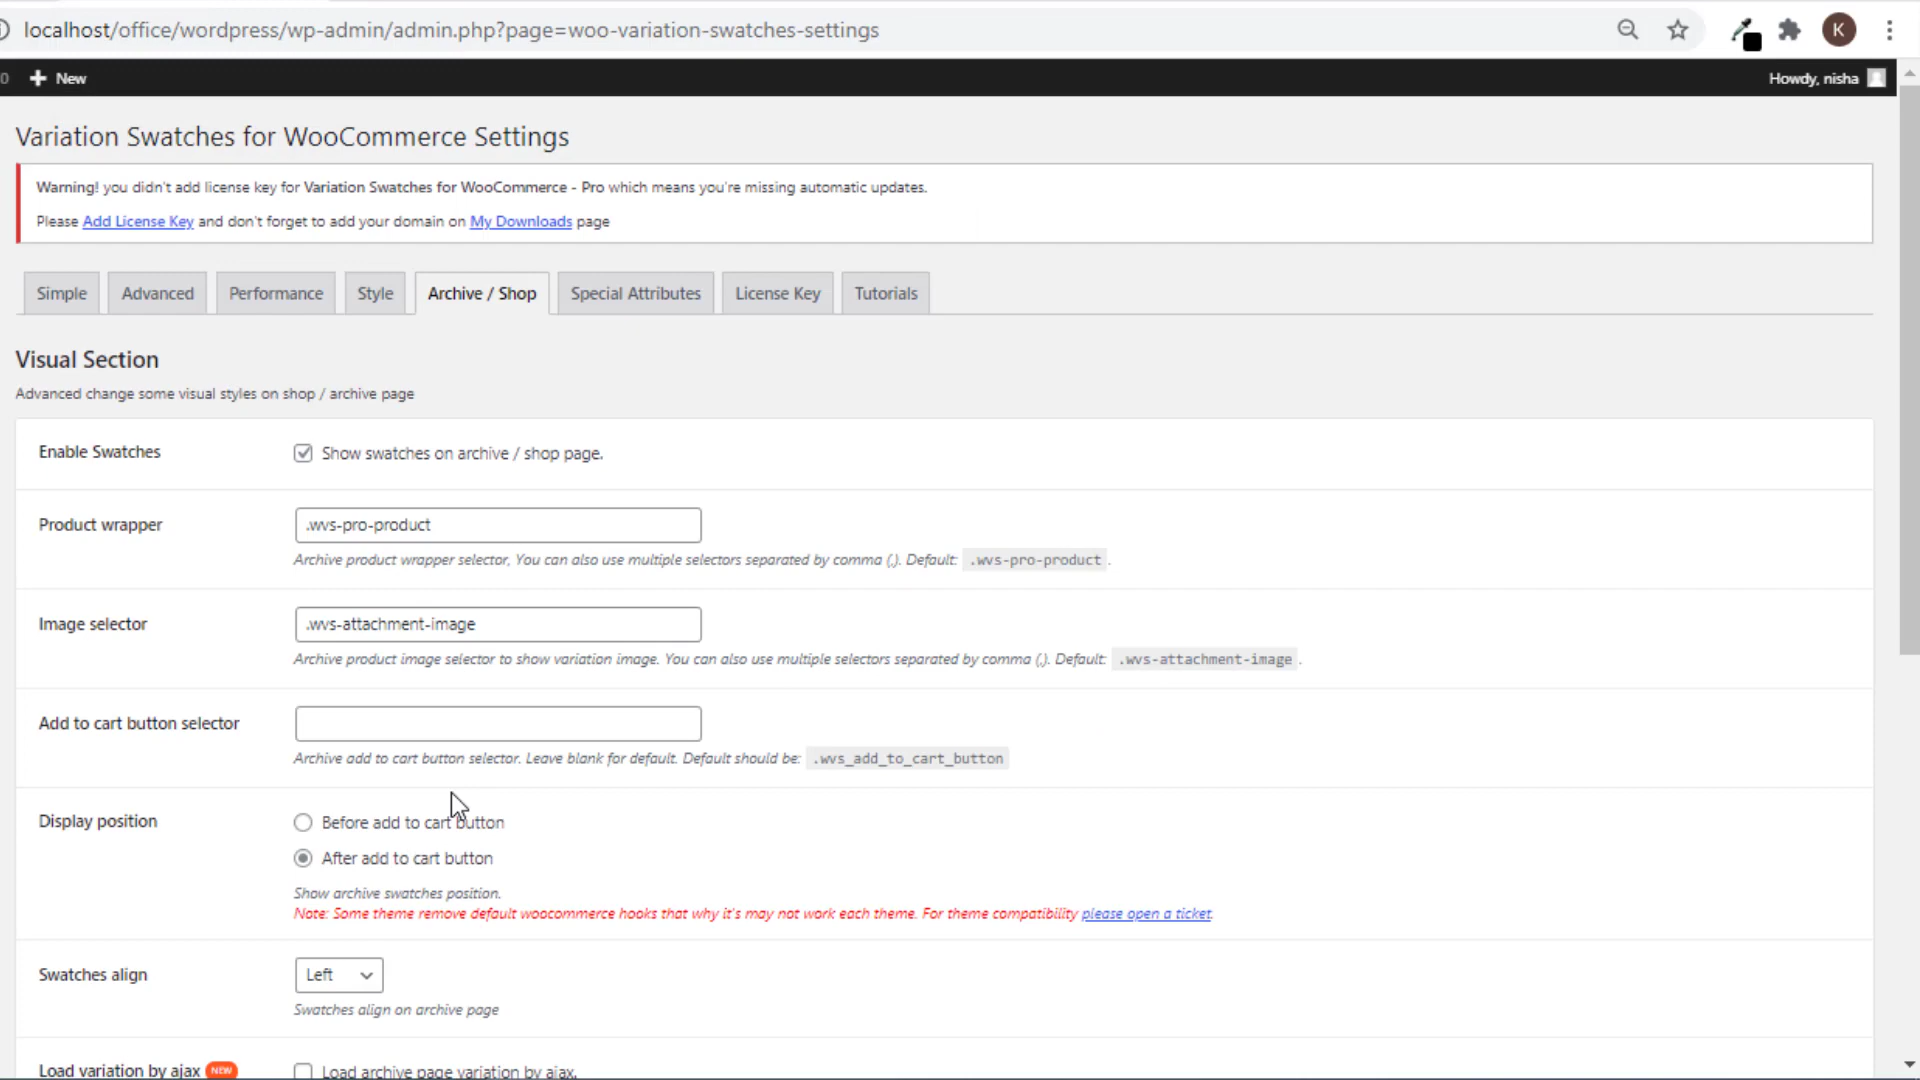 localhost/office/wordpress/wp-admin/admin.php?page=woo-variation-swatches-settings
K
0 New
Howdy, nisha
Variation Swatches for WooCommerce Settings
Warning! you didn't add license key for Variation Swatches for WooCommerce - Pro which means you're missing automatic updates.
Please Add License Key and don't forget to add your domain on My Downloads page
Simple Advanced Performance Style Archive / Shop Special Attributes License Key Tutorials
Visual Section
Advanced change some visual styles on shop / archive page
Enable Swatches Show swatches on archive / shop page.
Product wrapper .wvs-pro-product
Archive product wrapper selector, You can also use multiple selectors separated by comma (,). Default: .wvs-pro-product .
Image selector .wvs-attachment-image
Archive product image selector to show variation image. You can also use multiple selectors separated by comma (,). Default: .wvs-attachment-image .
Add to cart button selector
Archive add to cart button selector. Leave blank for default. Default should be: .wvs_add_to_cart_button
Display position Before add to cart button
After add to cart button
Show archive swatches position.
Note: Some theme remove default woocommerce hooks that why it's may not work each theme. For theme compatibility please open a ticket.
Swatches align Left
Swatches align on archive page
Load variation by ajax NEW Load archive page variation by ajax.